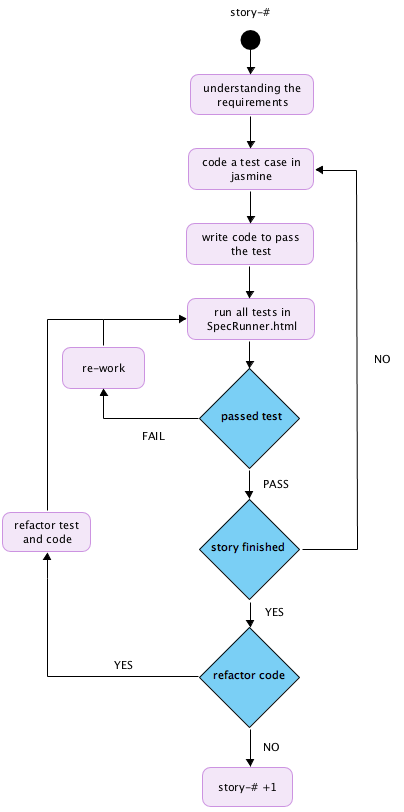 story-#
understanding the
requirements
code a test case in
jasmine
write code to pass
the test
run all tests in
SpecRunner.html
NO
re-work
passed test
FAIL
PASS
refactor test
and code
story finished
YES
YES
refactor code
NO
story-# +1